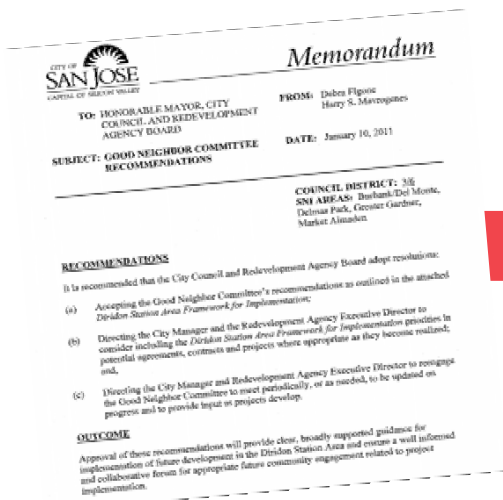 CITY OF
SAN JOSE
CAPITAL OF SILICON VALLEY
Memorandum
TO: HONORABLE MAYOR, CITY
COUNCIL AND REDEVELOPMENT
AGENCY BOARD
FROM: Debra Figone
Harry S. Mavrogenes
SUBJECT: GOOD NEIGHBOR COMMITTEE
RECOMMENDATIONS
DATE: January 10, 2011
COUNCIL DISTRICT: 3/6
SNI AREAS: Burbank/Del Monte,
Delmas Park, Greater Gardner,
Market Almaden
RECOMMENDATIONS
It is recommended that the City Council and Redevelopment Agency Board adopt resolutions:
(a) Accepting the Good Neighbor Committee's recommendations as outlined in the attached
Diridon Station Area Framework for Implementation;
(b) Directing the City Manager and the Redevelopment Agency Executive Director to
consider including the Diridon Station Area Framework for Implementation priorities in
potential agreements, contracts and projects where appropriate as they become realized;
and,
(c) Directing the City Manager and Redevelopment Agency Executive Director to reengage
the Good Neighbor Committee to meet periodically, or as needed, to be updated on
progress and to provide input as projects develop.
OUTCOME
Approval of these recommendations will provide clear, broadly supported guidance for
implementation of future development in the Diridon Station Area and ensure a well informed
and collaborative forum for appropriate future community engagement related to project
implementation.